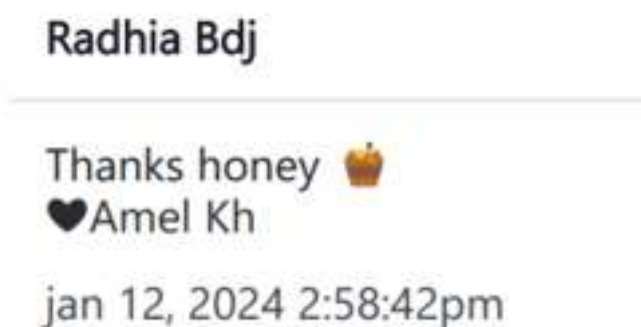 Radhia Bdj
Thanks honey 🧁
🖤Amel Kh
jan 12, 2024 2:58:42pm